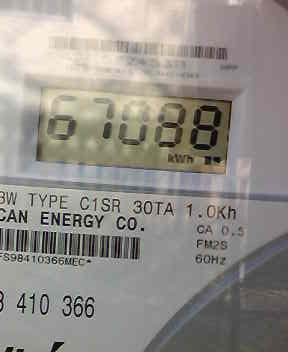 67088
kWh
3W TYPE C1SR 30TA 1.0Kh
CAN ENERGY CO.
CA 0.5
FM2S
FS98410366MEC*
60Hz
3 410 366